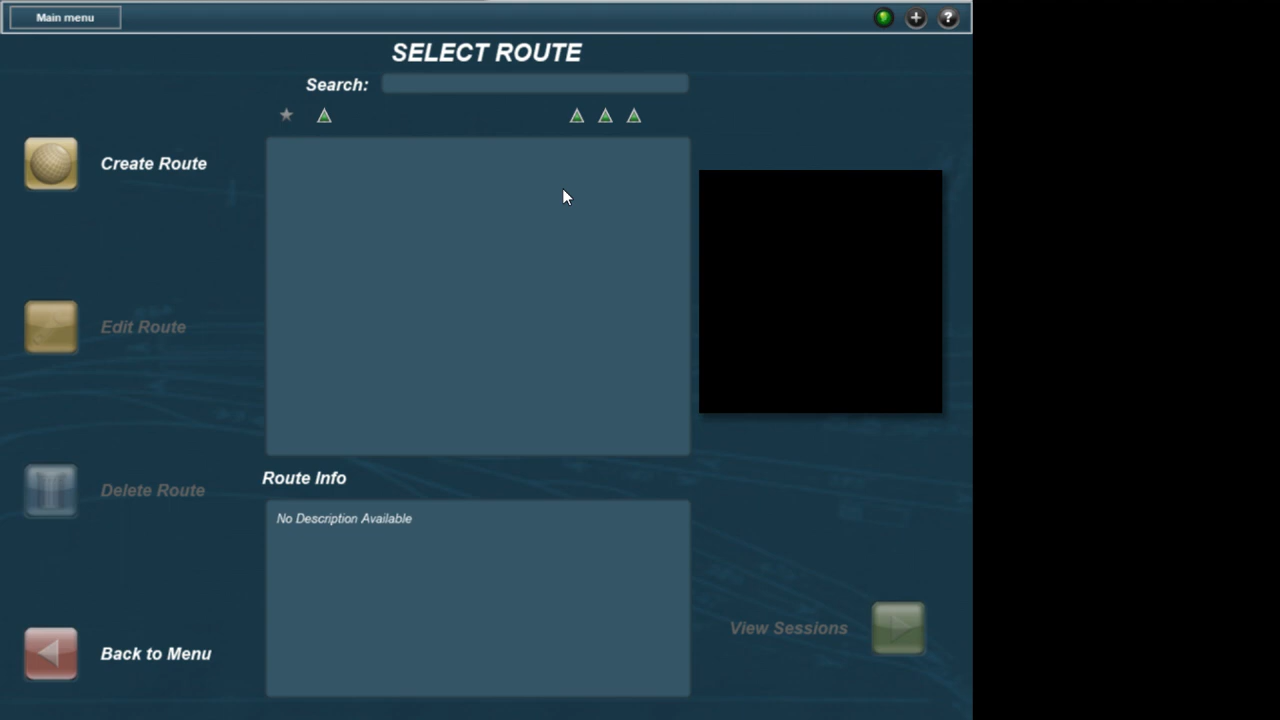 Main menu
?
SELECT ROUTE
Search:
Create Route
Edit Route
Delete Route
Route Info
No Description Available
View Sessions
Back to Menu